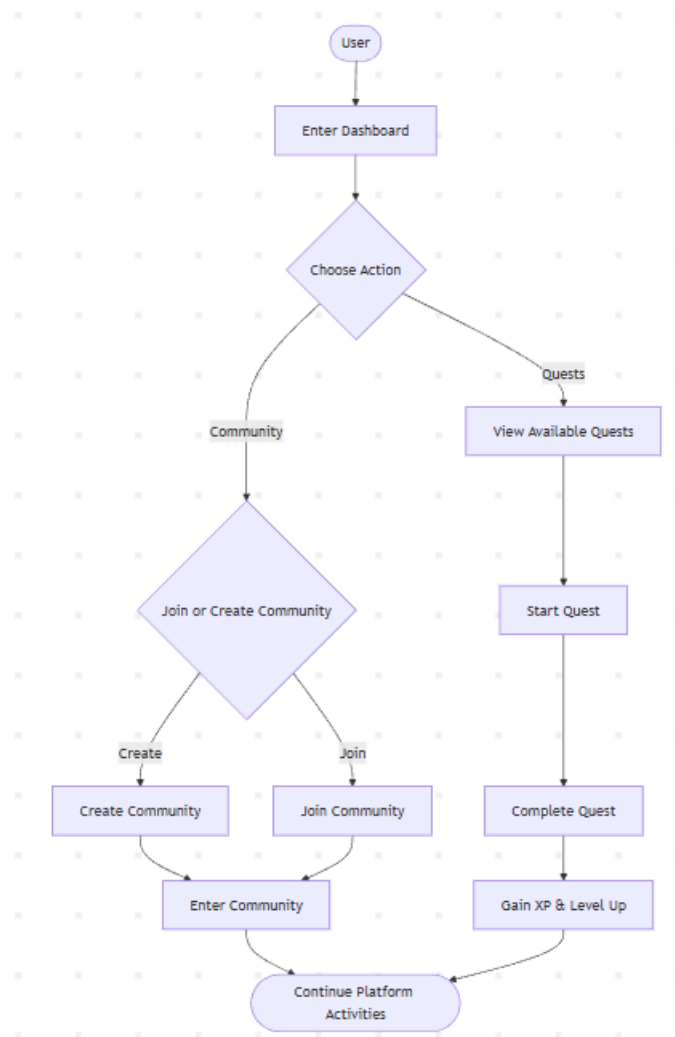 User
Enter Dashboard
Choose Action
Quests
Community
View Available Quests
Join or Create Community
Start Quest
Create
Join
Create Community
Join Community
Complete Quest
Enter Community
Gain XP & Level Up
Continue Platform
Activities